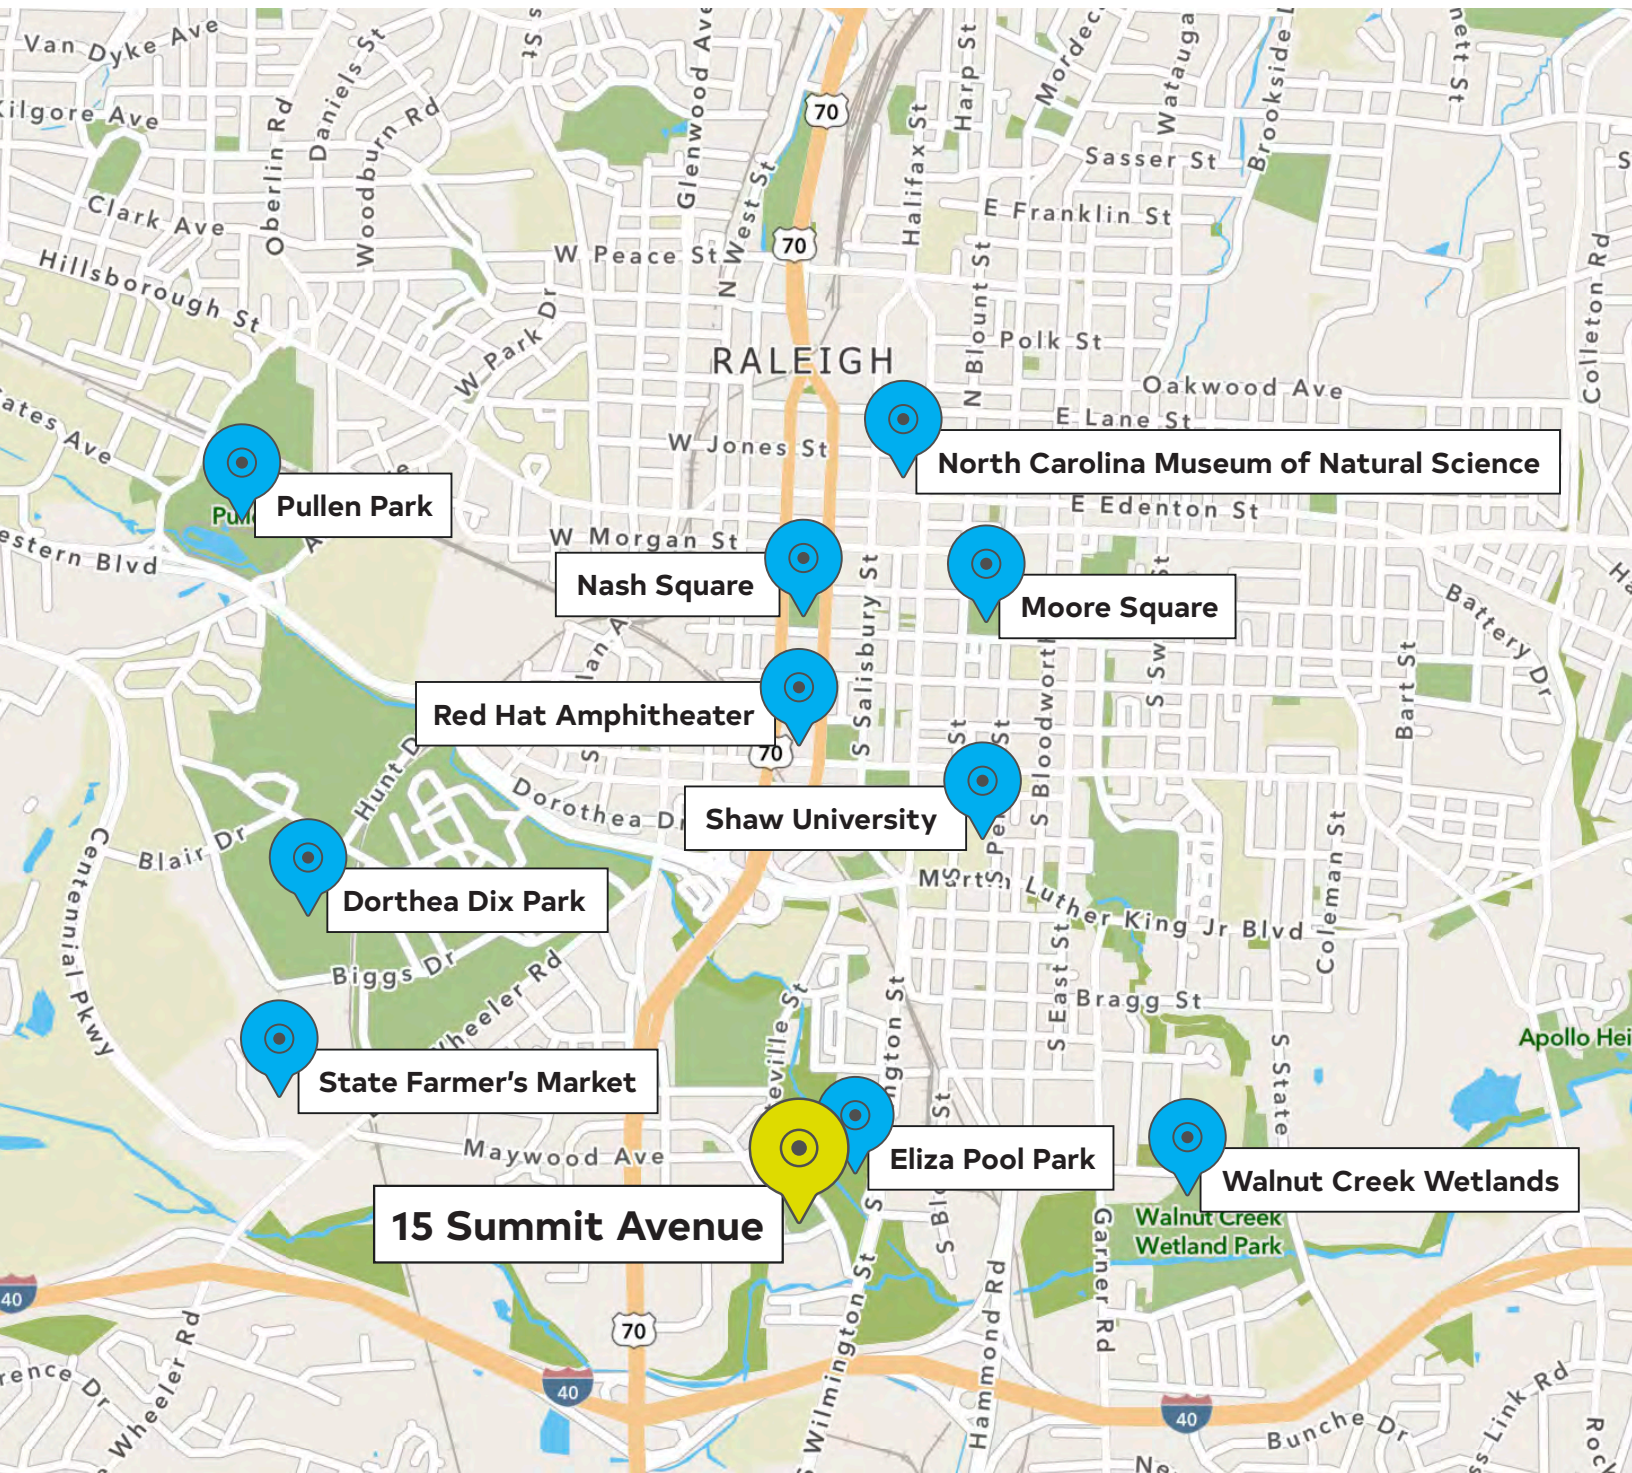 Van Dyke Ave
Kilgore Ave
Daniels St
Oberlin Rd
Woodburn Rd
Clark Ave
Hillsborough St
Glenwood Ave
N West St
W Peace St
W Park Dr
70
70
Halifax St
Harp St
Sasser St
E Franklin St
N Blount St
Polk St
Oakwood Ave
E Lane St
Colleton Rd
RALEIGH
W Jones St
North Carolina Museum of Natural Science
E Edenton St
Pullen Park
W Morgan St
Nash Square
Moore Square
Battery Dr
S Salisbury St
Bart St
Red Hat Amphitheater
70
S Bloodworth
Hunt D
Dorothea Dr
Shaw University
Centennial Pkwy
Blair Dr
Dorthea Dix Park
Martin Luther King Jr Blvd
Coleman St
Biggs Dr
Wheeler Rd
S East St
Bragg St
State Farmer's Market
S State
Apollo Hei
Maywood Ave
Eliza Pool Park
Walnut Creek Wetlands
15 Summit Avenue
Walnut Creek
Wetland Park
Garner Rd
S Wilmington St
Hammond Rd
40
70
40
40
Wheeler Rd
Bunche Dr